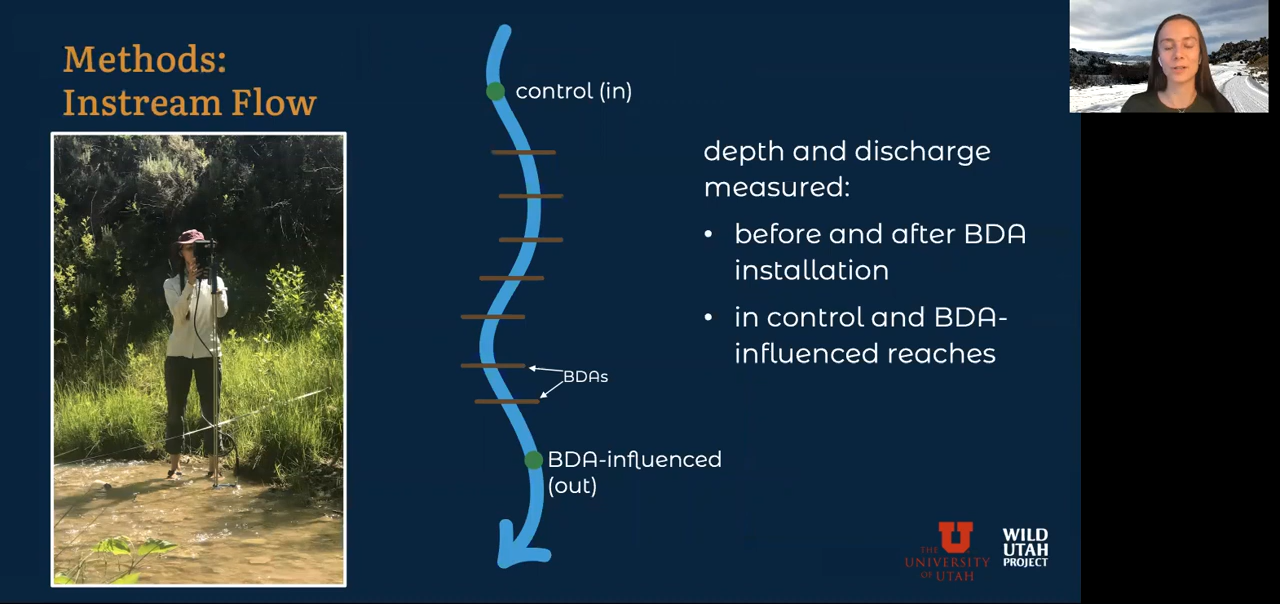 Methods:
Instream Flow
control (in)
depth and discharge
measured:
• before and after BDA
installation
• in control and BDA-
influenced reaches
BDAs
BDA-influenced
(out)
THE
UNIVERSITY
OF UTAH
WILD
UTAH
PROJECT